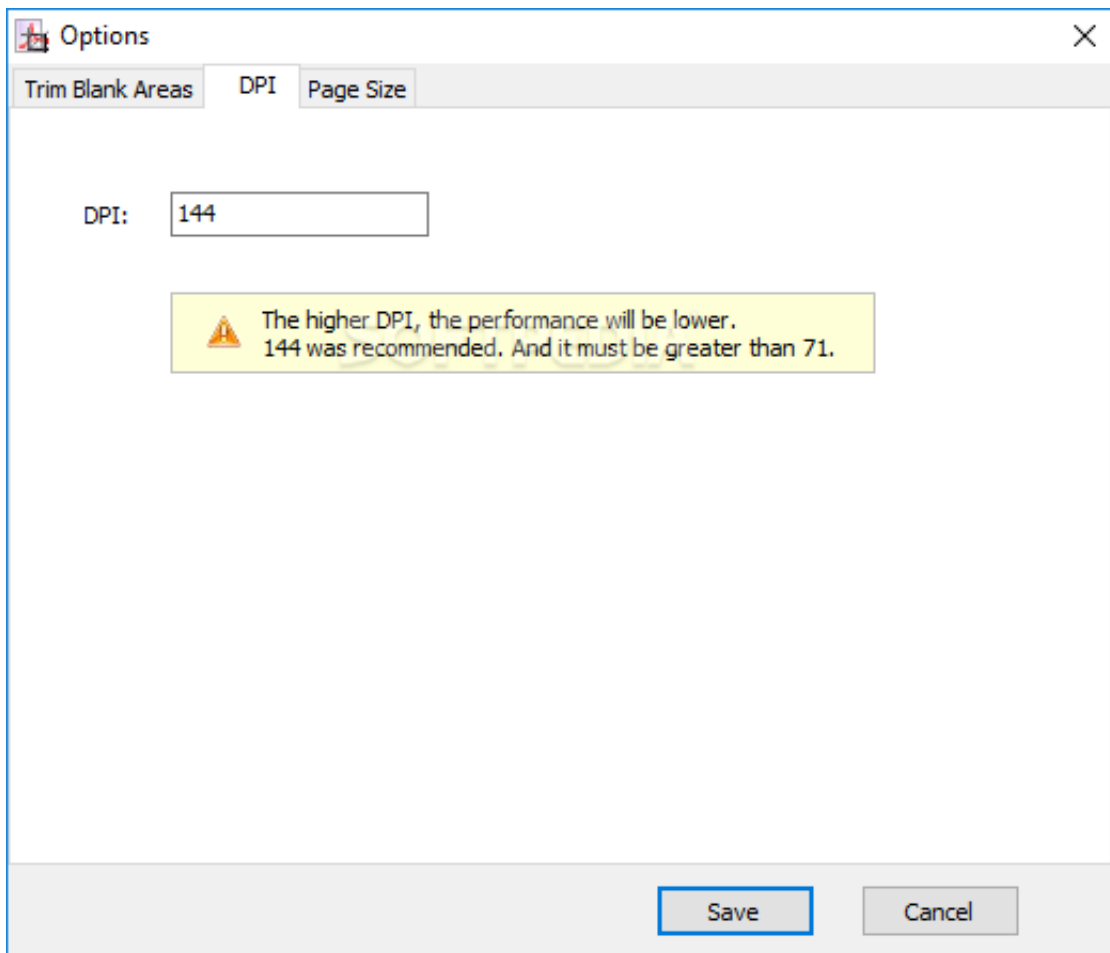 Options
Trim Blank Areas DPI Page Size
DPI: 144
The higher DPI, the performance will be lower.
144 was recommended. And it must be greater than 71.
SOFTPEDIA
Save Cancel